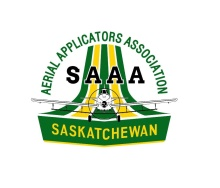 AERIAL APPLICATORS ASSOCIATION
SAAA
SASKATCHEWAN